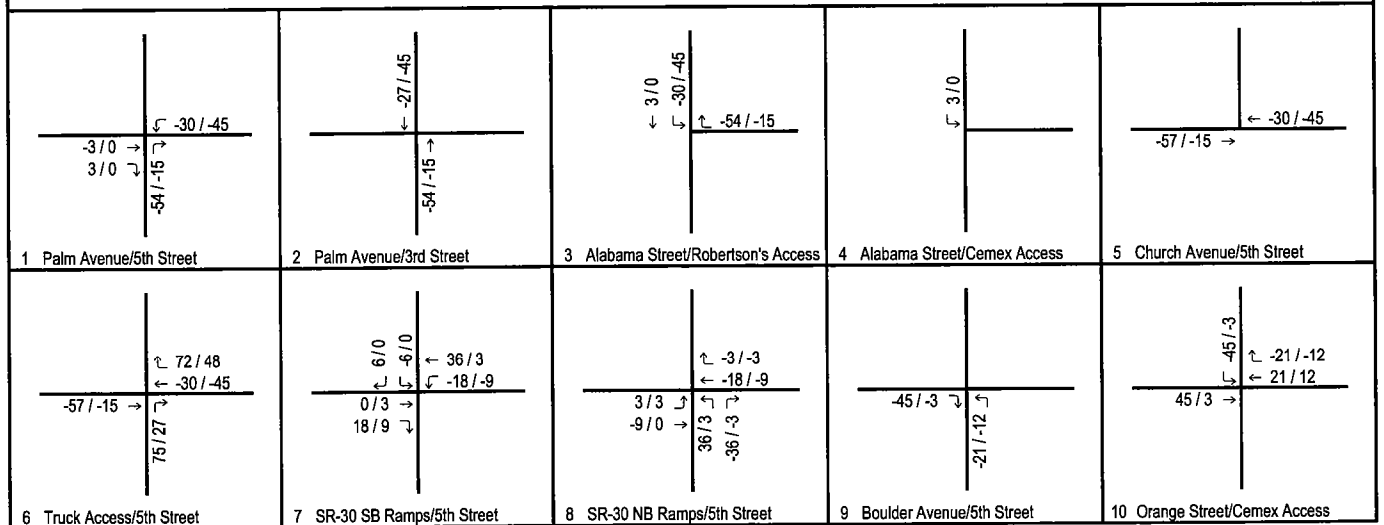 -30 / -45
-3 / 0
3 / 0
-54 / -15
1 Palm Avenue/5th Street
-27 / -45
-54 / -15
2 Palm Avenue/3rd Street
3 / 0
-30 / -45
-54 / -15
3 Alabama Street/Robertson's Access
3 / 0
4 Alabama Street/Cemex Access
-30 / -45
-57 / -15
5 Church Avenue/5th Street
72 / 48
-30 / -45
-57 / -15
75 / 27
6 Truck Access/5th Street
6 / 0
-6 / 0
36 / 3
-18 / -9
0 / 3
18 / 9
7 SR-30 SB Ramps/5th Street
-3 / -3
-18 / -9
3 / 3
-9 / 0
36 / 3
-36 / -3
8 SR-30 NB Ramps/5th Street
-45 / -3
-21 / -12
9 Boulder Avenue/5th Street
-45 / -3
-21 / -12
21 / 12
45 / 3
10 Orange Street/Cemex Access